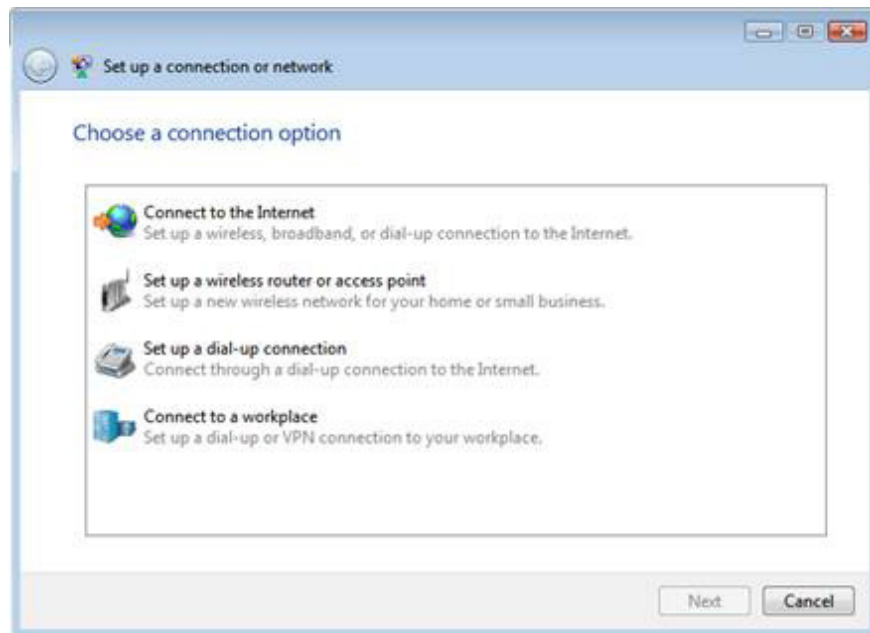 Set up a connection or network
Choose a connection option
Connect to the Internet
Set up a wireless, broadband, or dial-up connection to the Internet.
Set up a wireless router or access point
Set up a new wireless network for your home or small business.
Set up a dial-up connection
Connect through a dial-up connection to the Internet.
Connect to a workplace
Set up a dial-up or VPN connection to your workplace.
Next
Cancel